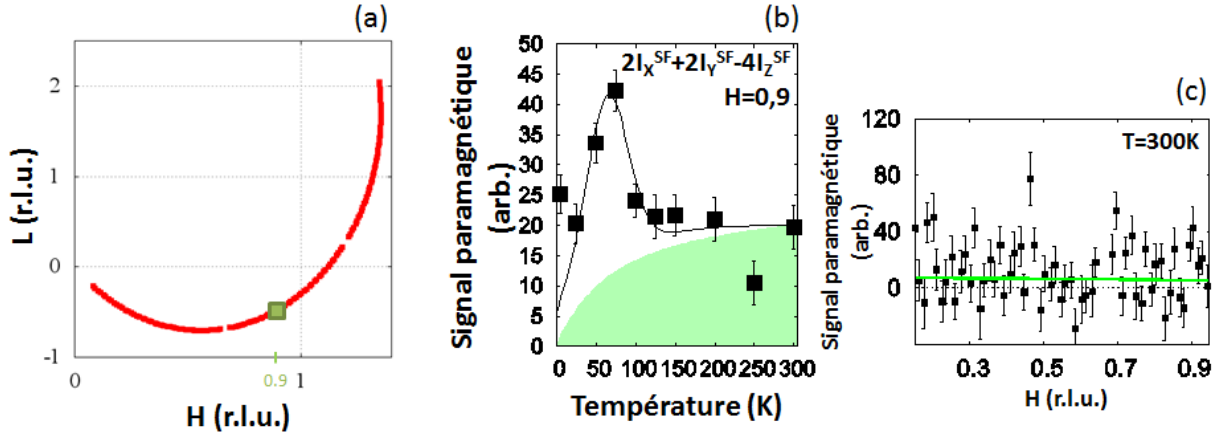 (a)
2
1
0
-1
L (r.l.u.)
0
0.9
1
H (r.l.u.)
(b)
Signal paramagnétique
(arb.)
50
45
40
35
30
25
20
15
10
5
0
2I_X^SF+2I_Y^SF-4I_Z^SF
H=0,9
0 50 100 150 200 250 300
Température (K)
(c)
Signal paramagnétique
(arb.)
120
80
40
0
T=300K
0.3 0.5 0.7 0.9
H (r.l.u.)